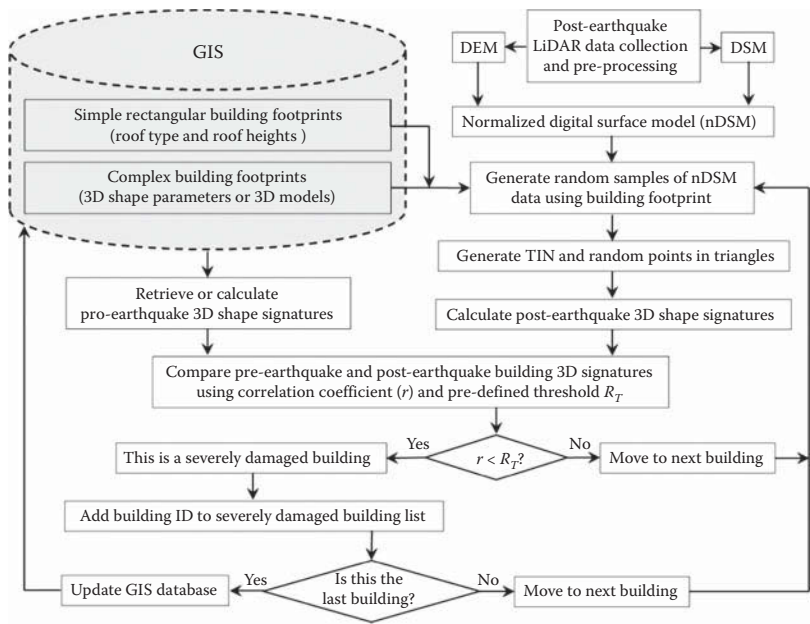 GIS
Simple rectangular building footprints
(roof type and roof heights )
Complex building footprints
(3D shape parameters or 3D models)
Post-earthquake
LiDAR data collection
and pre-processing
DEM
DSM
Normalized digital surface model (nDSM)
Generate random samples of nDSM
data using building footprint
Generate TIN and random points in triangles
Retrieve or calculate
pro-earthquake 3D shape signatures
Calculate post-earthquake 3D shape signatures
Compare pre-earthquake and post-earthquake building 3D signatures
using correlation coefficient (r) and pre-defined threshold R_T
This is a severely damaged building
Yes
r < R_T?
No
Move to next building
Add building ID to severely damaged building list
Update GIS database
Yes
Is this the
last building?
No
Move to next building